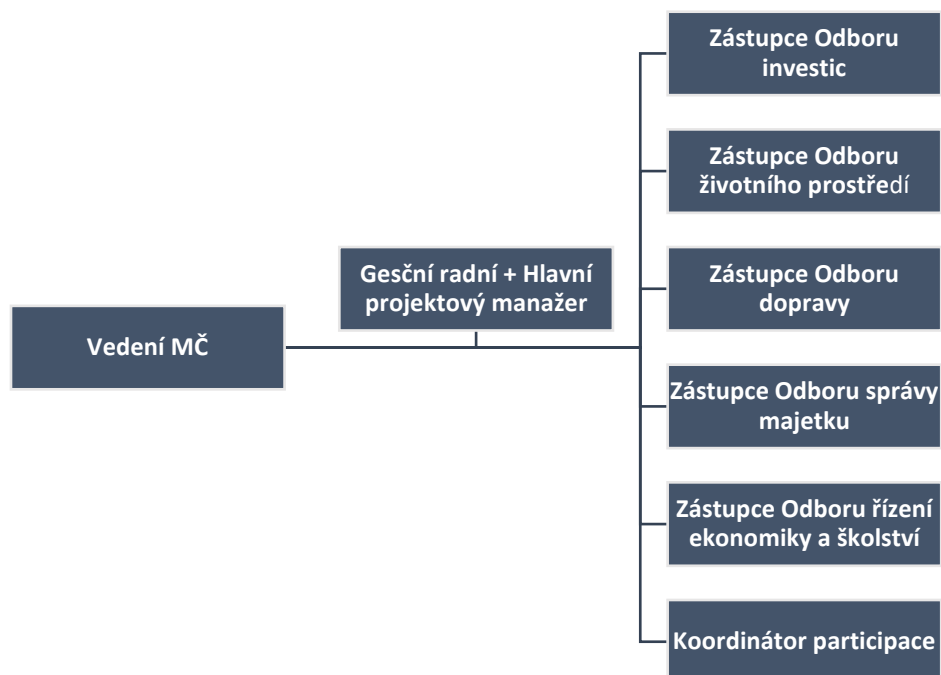 Zástupce Odboru
investic
Zástupce Odboru
životního prostředí
Gesční radní + Hlavní
projektový manažer
Zástupce Odboru
dopravy
Vedení MČ
Zástupce Odboru správy
majetku
Zástupce Odboru řízení
ekonomiky a školství
Koordinátor participace